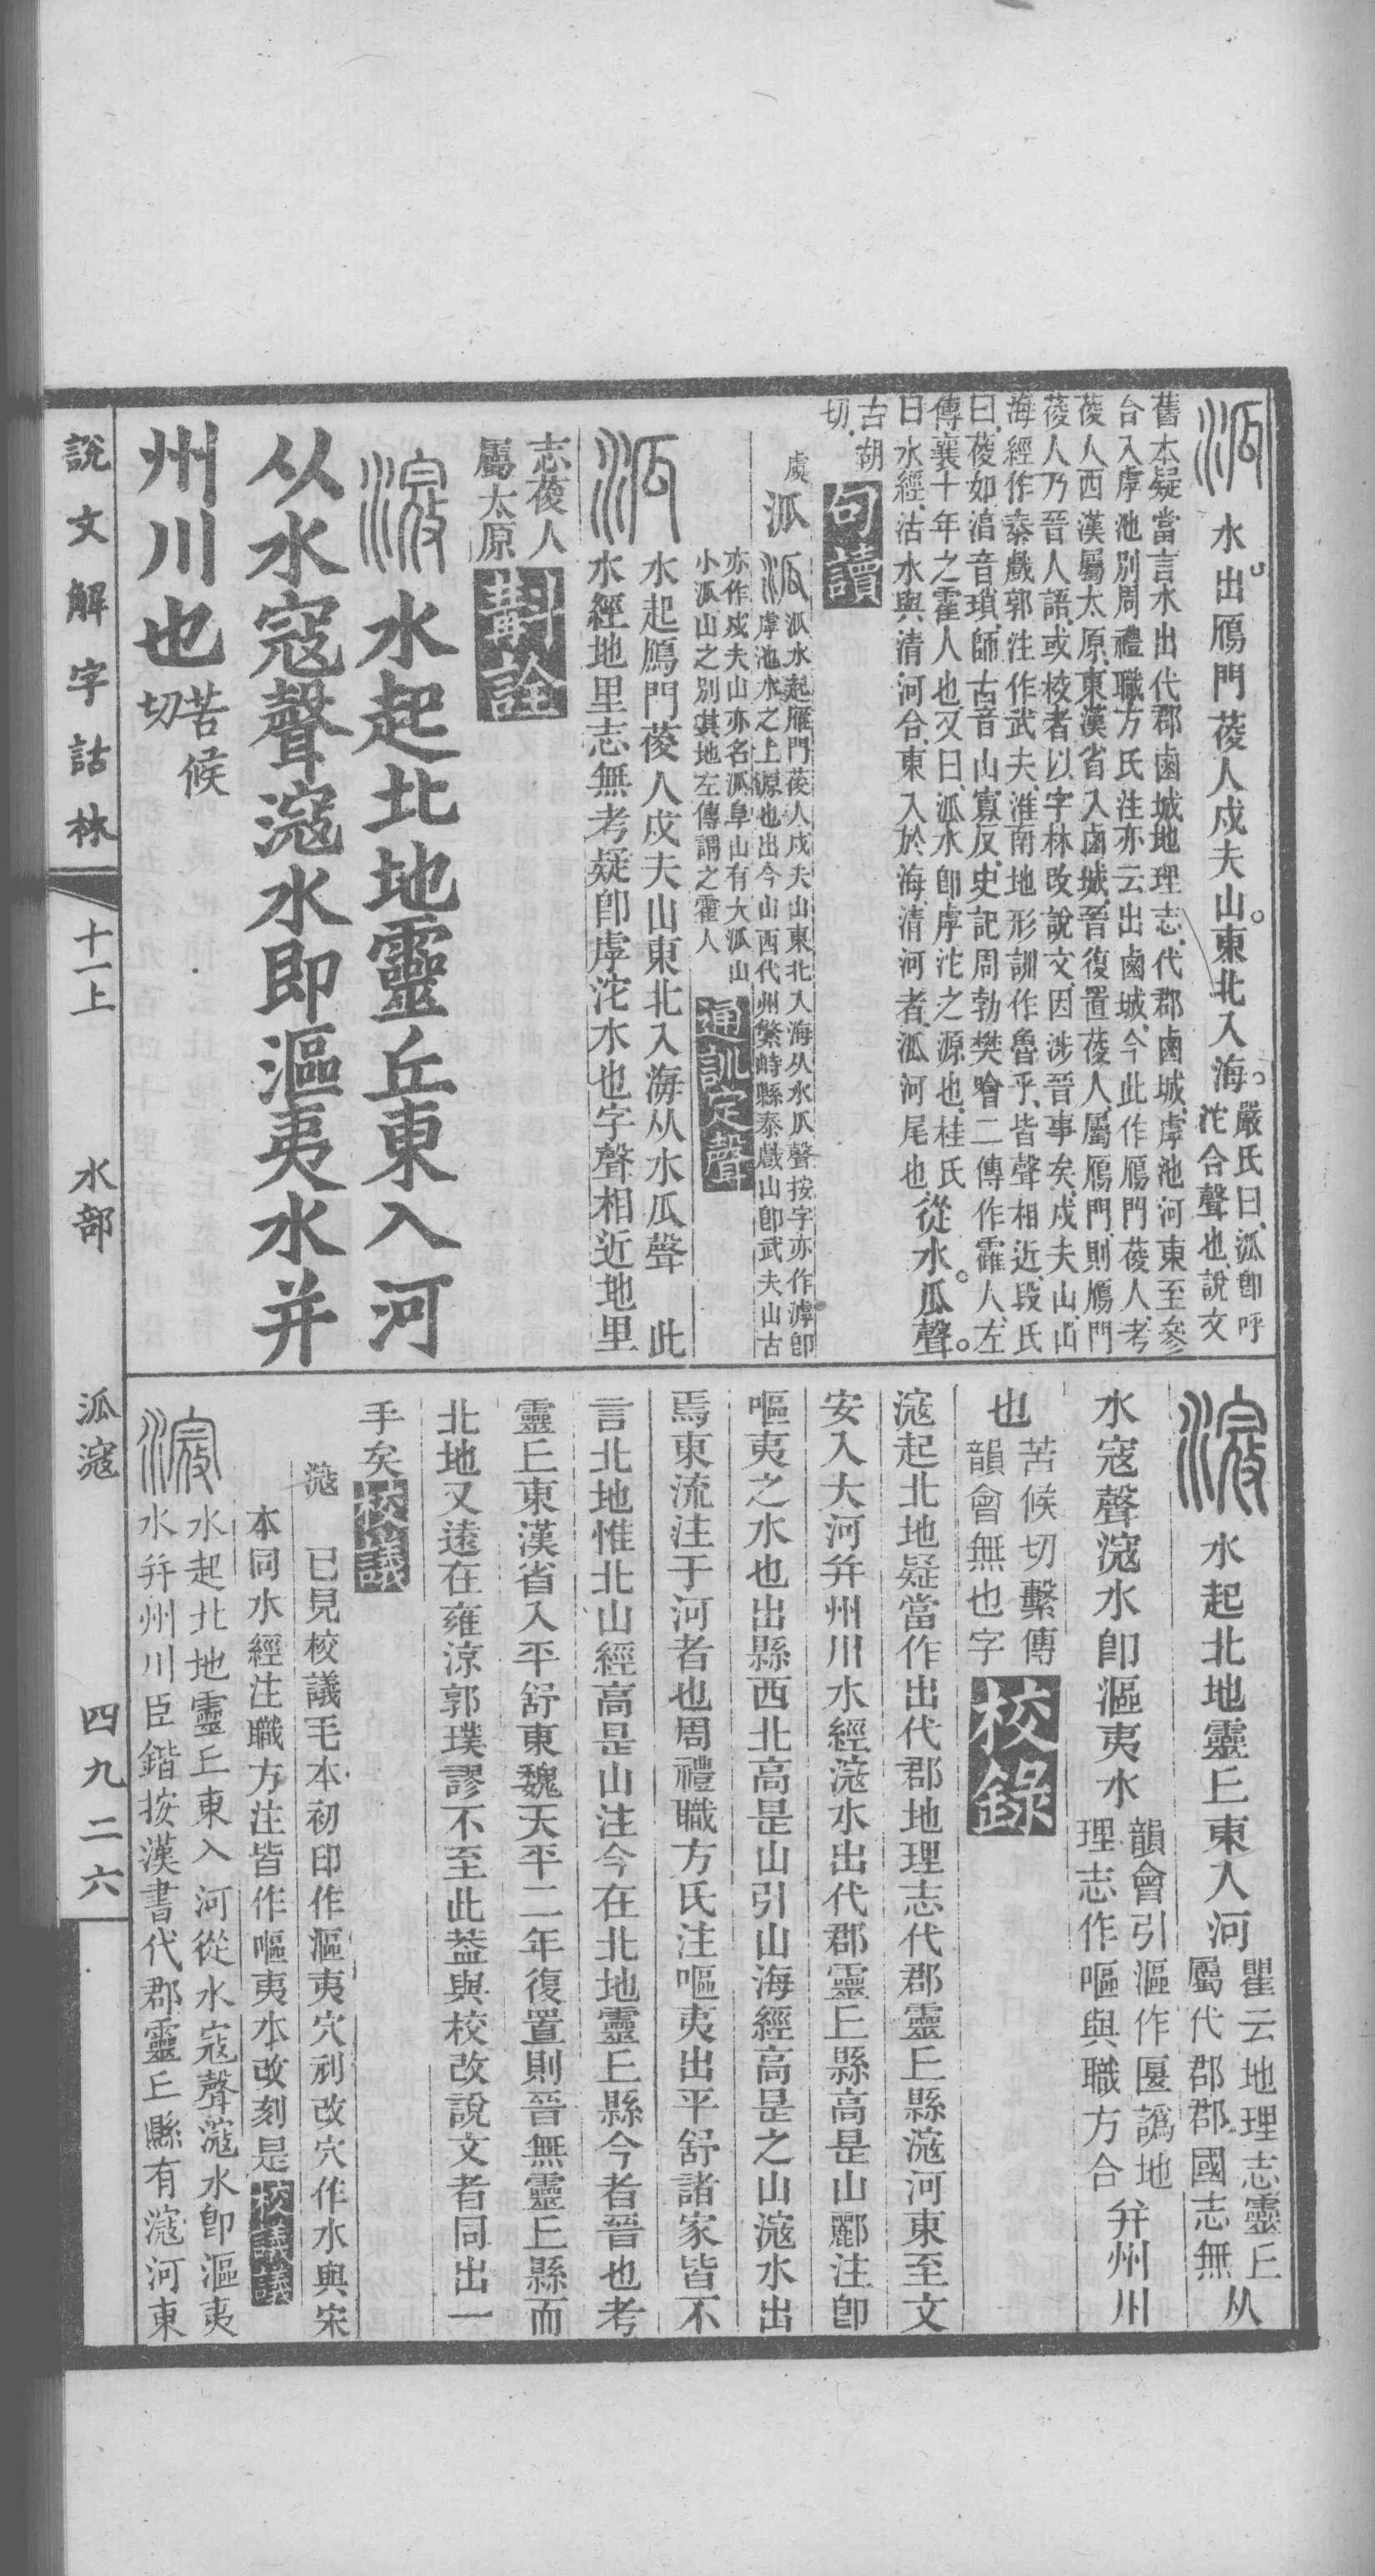 泒水出鴈門葰人戍夫山東北入海嚴氏曰泒卽呼
沱合聲也說文
舊本疑當言水出代郡鹵城地理志代郡鹵城虖池河東至參
合入虖池別周禮職方氏注亦云出鹵城今此作鴈門葰人考
葰人西漢屬太原東漢省入鹵城晉復置葰人屬鴈門則鴈門
葰人乃晉人語或校者以字林改說文因涉晉事矣戍夫山山
海經作泰戲郭注作武夫淮南地形訓作魯乎皆聲相近段氏
曰葰如湻音瑣師古音山寡反史記周勃樊噲二傳作霍人左
傳襄十年之霍人也又曰泒水卽虖沱之源也桂氏
曰水經沽水與清河合東入於海清河者泒河尾也從水瓜聲
古胡
切句讀
虞泒泒泒水起雁門葰人戍夫山東北入海从水瓜聲按字亦作滹卽
虖池水之上源也出今山西代州繁峙縣泰戲山卽武夫山古
亦作戍夫山亦名泒阜山有大泒山
小泒山之別其地左傳謂之霍人通訓定聲
泒水起鴈門葰人戍夫山東北入海从水瓜聲 此
水經地里志無考疑卽虖沱水也字聲相近地里
志葰人
屬太原斠詮
滱水起北地靈丘東入河
从水寇聲滱水即漚夷水并
州川也苦候
切
滱水起北地靈丘東入河瞿云地理志靈丘
屬代郡郡國志無从
水寇聲滱水卽漚夷水韻會引漚作匽譌地
理志作嘔與職方合幷州川
也苦候切繫傳
韻會無也字校錄
滱起北地疑當作出代郡地理志代郡靈丘縣滱河東至文
安入大河幷州川水經滱水出代郡靈丘縣高是山酈注卽
嘔夷之水也出縣西北高是山引山海經高是之山滱水出
焉東流注于河者也周禮職方氏注嘔夷出平舒諸家皆不
言北地惟北山經高是山注今在北地靈丘縣今者晉也考
靈丘東漢省入平舒東魏天平二年復置則晉無靈丘縣而
北地又遠在雍涼郭璞謬不至此葢與校改說文者同出一
手矣校議
滱 已見校議毛本初印作漚夷穴剜改穴作水與宋
本同水經注職方注皆作嘔夷水改刻是校議議
滱水起北地靈丘東入河從水寇聲滱水卽漚夷
水幷州川臣鍇按漢書代郡靈丘縣有滱河東
說文解字詁林
十一上
水部
泒滱
四九二六